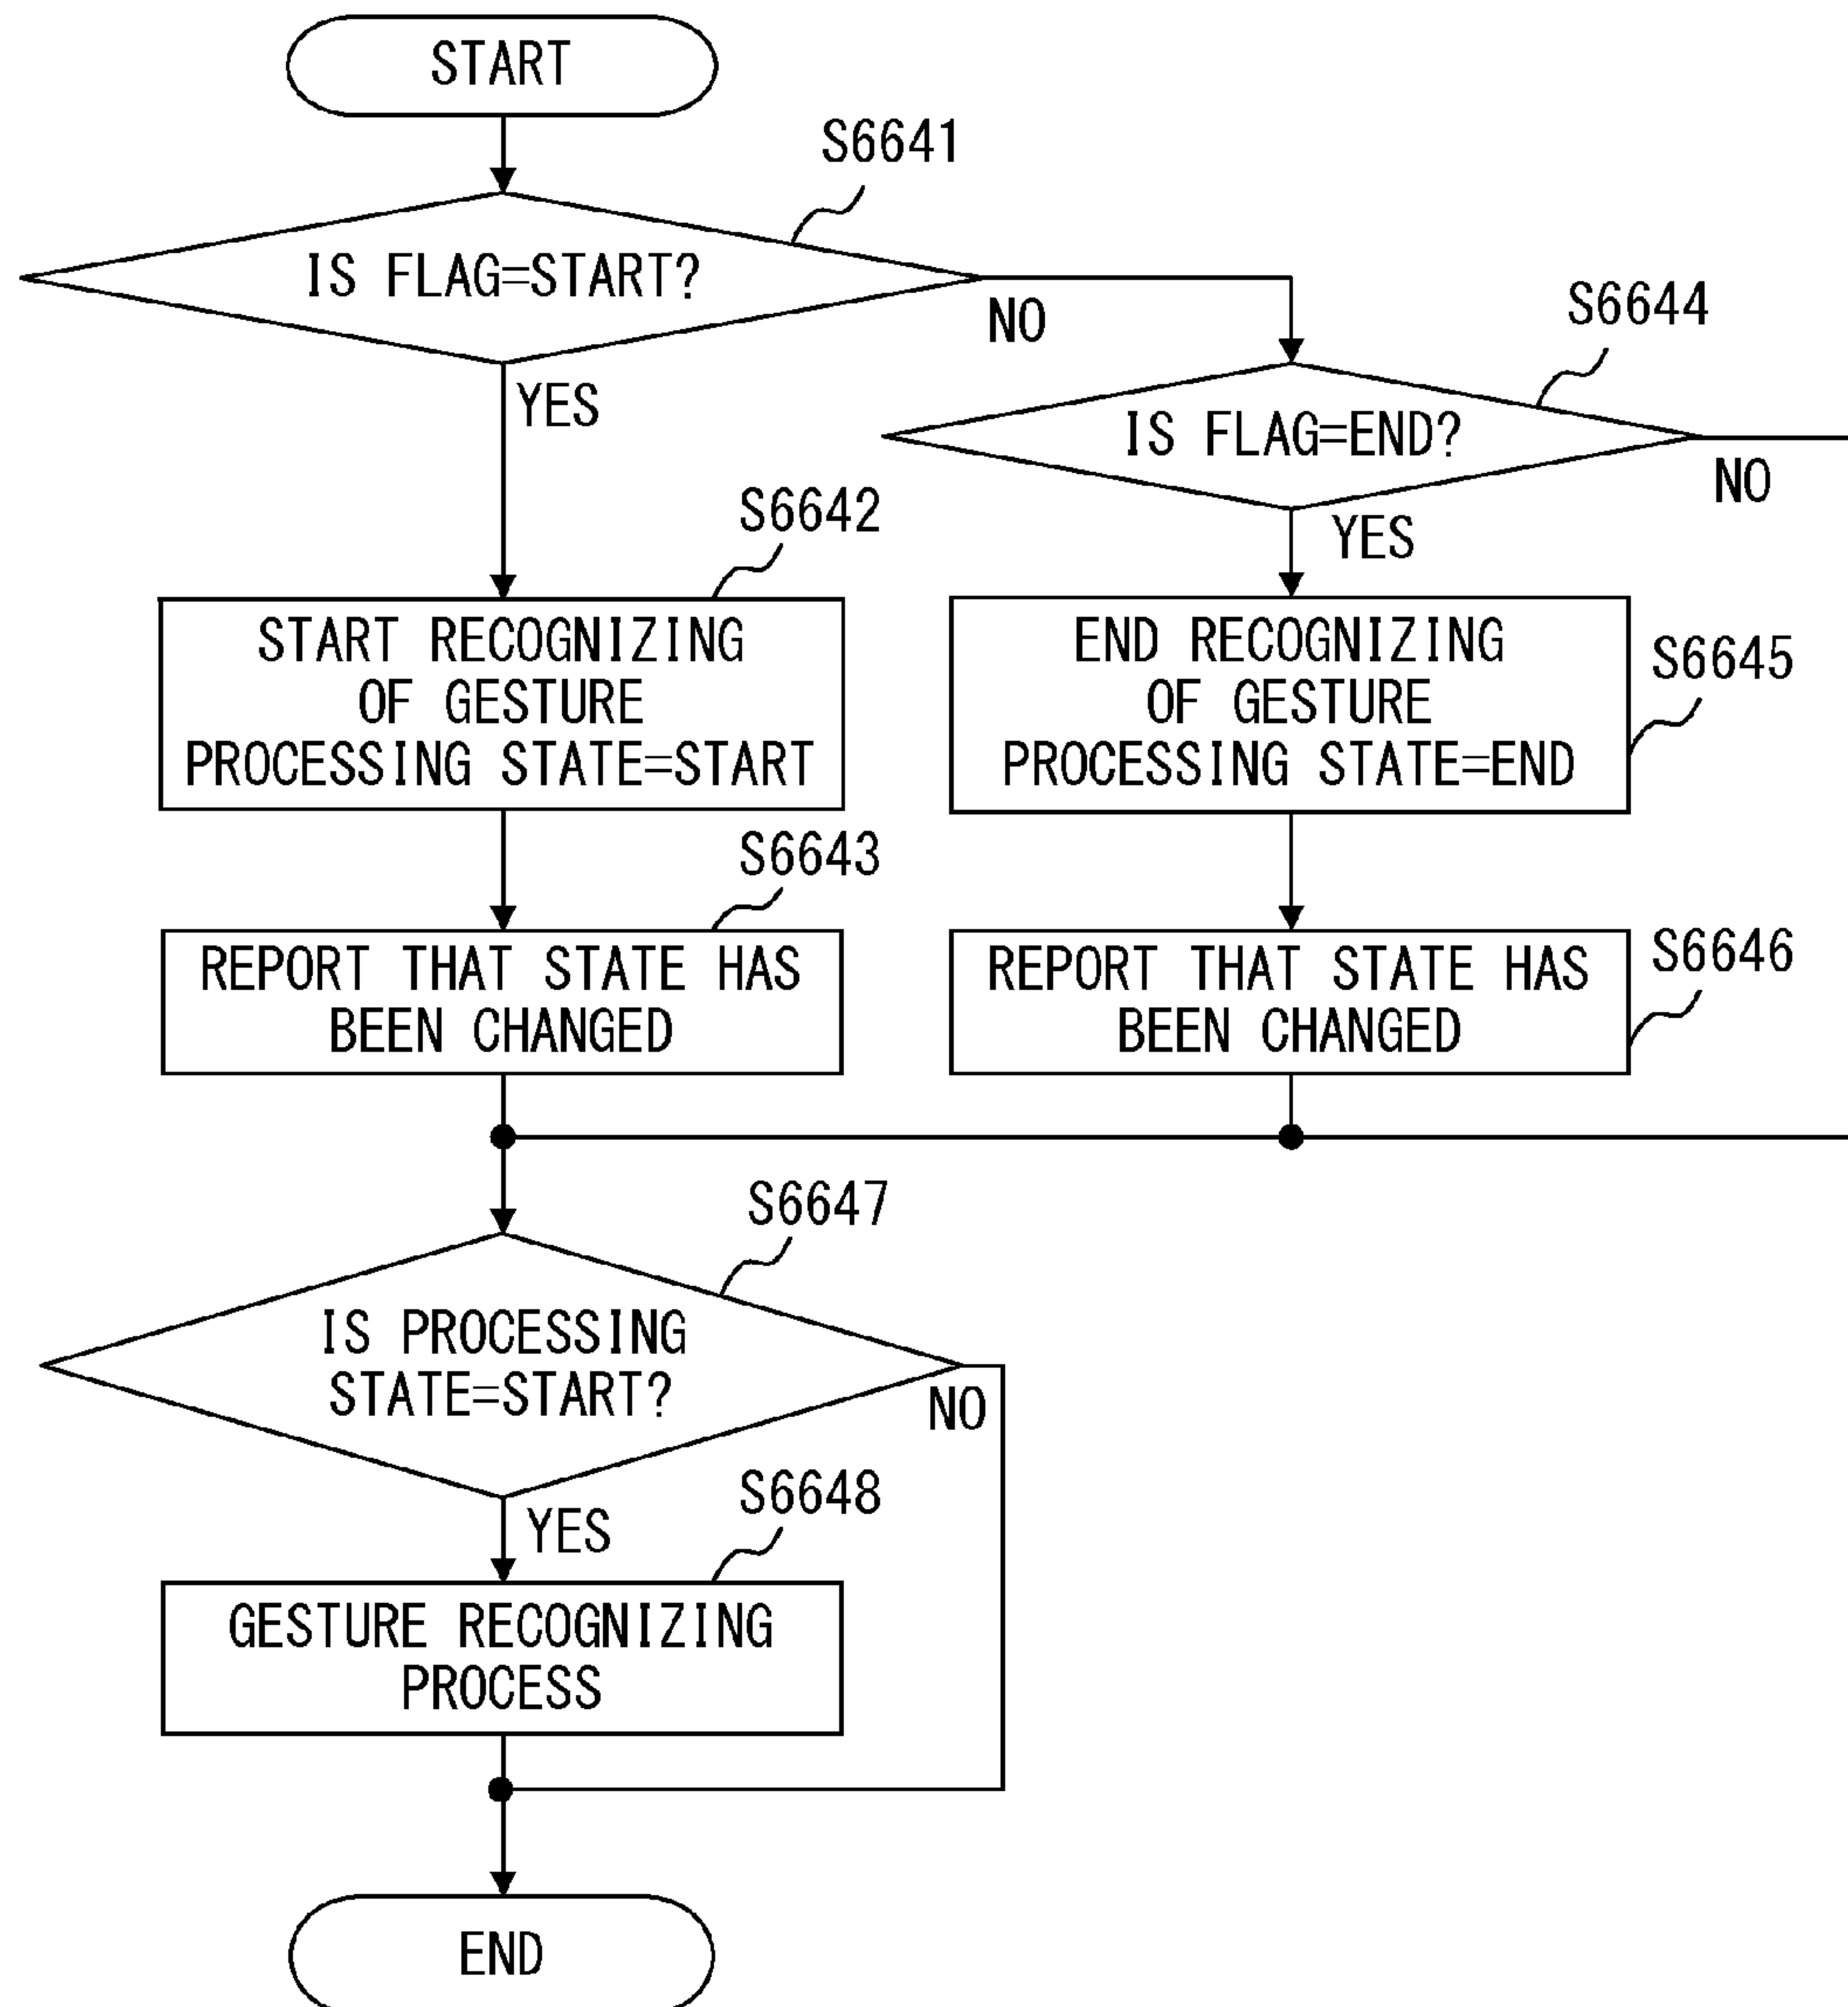 START
S6641
IS FLAG=START?
NO
YES
S6644
IS FLAG=END?
NO
YES
S6642
START RECOGNIZING
OF GESTURE
PROCESSING STATE=START
S6645
END RECOGNIZING
OF GESTURE
PROCESSING STATE=END
S6643
REPORT THAT STATE HAS
BEEN CHANGED
S6646
REPORT THAT STATE HAS
BEEN CHANGED
S6647
IS PROCESSING
STATE=START?
NO
YES
S6648
GESTURE RECOGNIZING
PROCESS
END